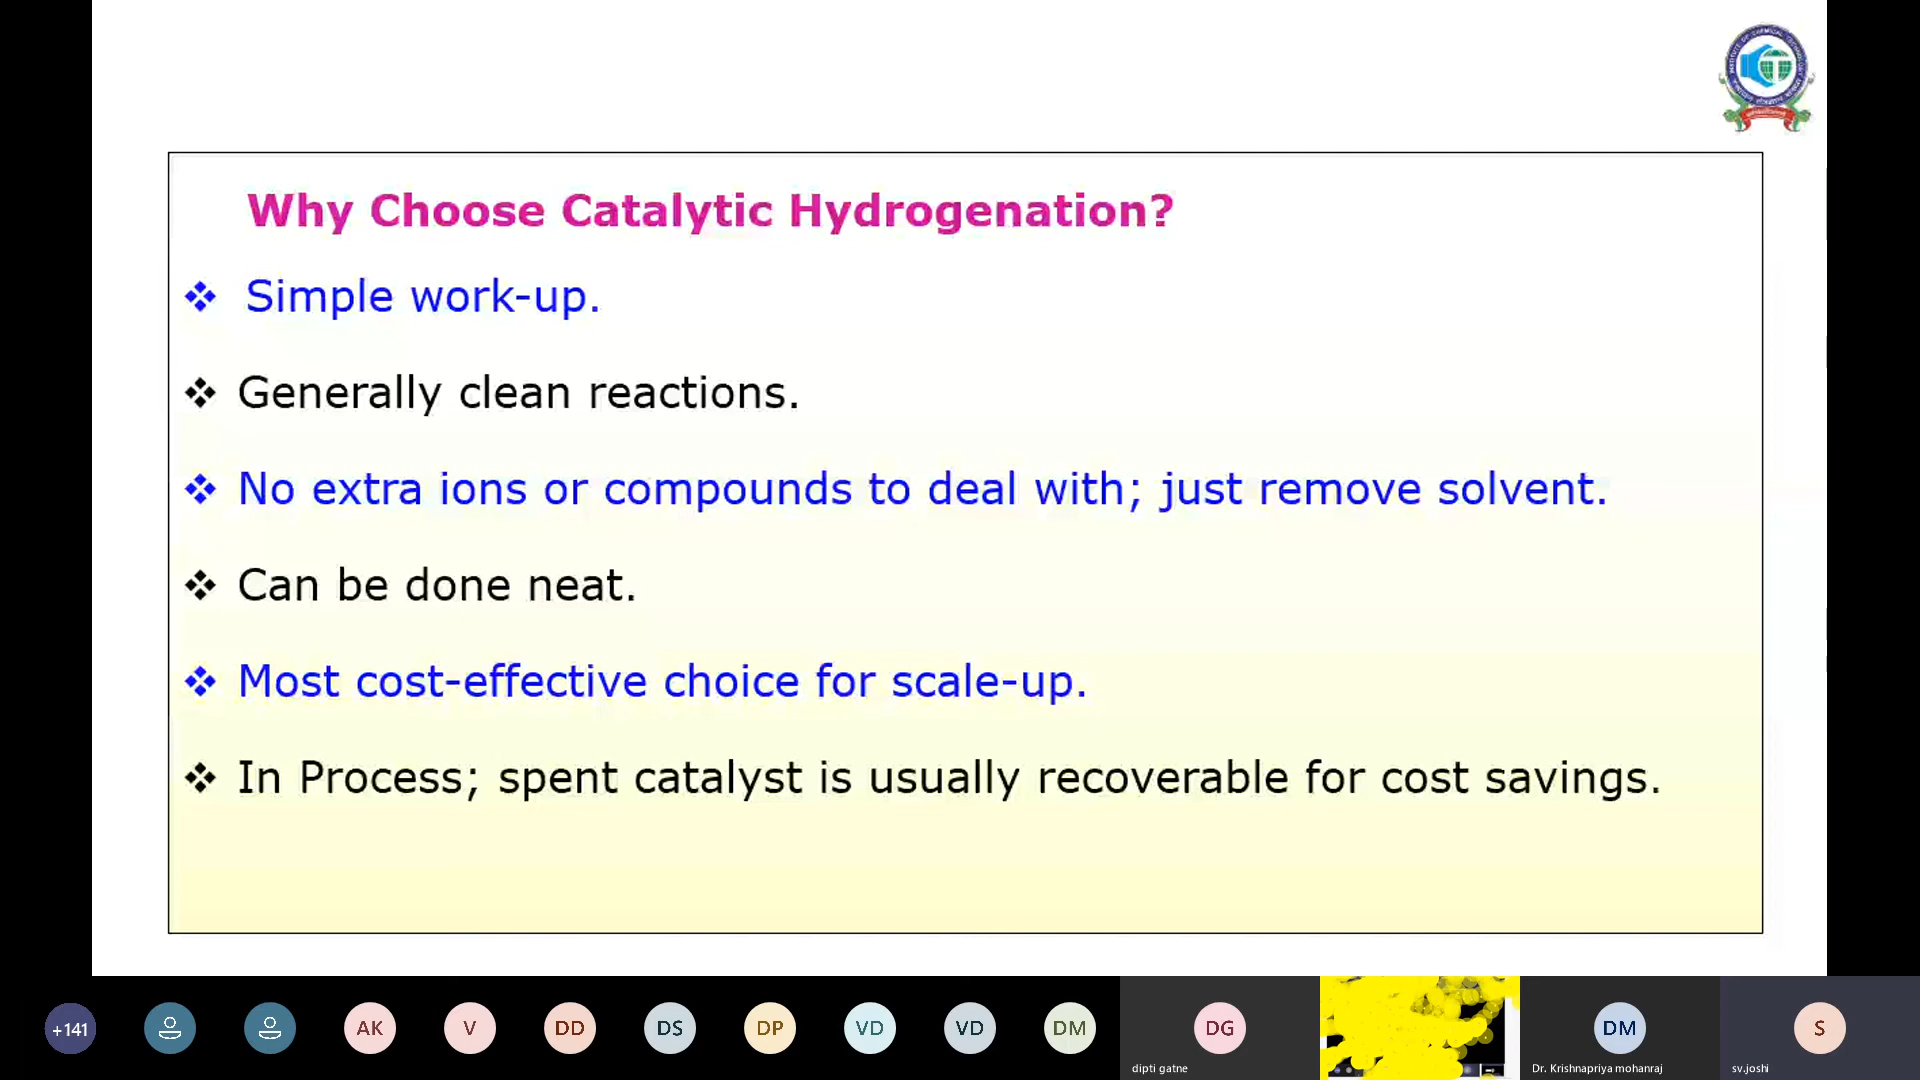 Why Choose Catalytic Hydrogenation?
❖ Simple work-up.
❖ Generally clean reactions.
❖ No extra ions or compounds to deal with; just remove solvent.
❖ Can be done neat.
❖ Most cost-effective choice for scale-up.
❖ In Process; spent catalyst is usually recoverable for cost savings.
+141 AK V DD DS DP VD VD DM DG DM S
dipti gatne Dr. Krishnapriya mohanraj sv.joshi